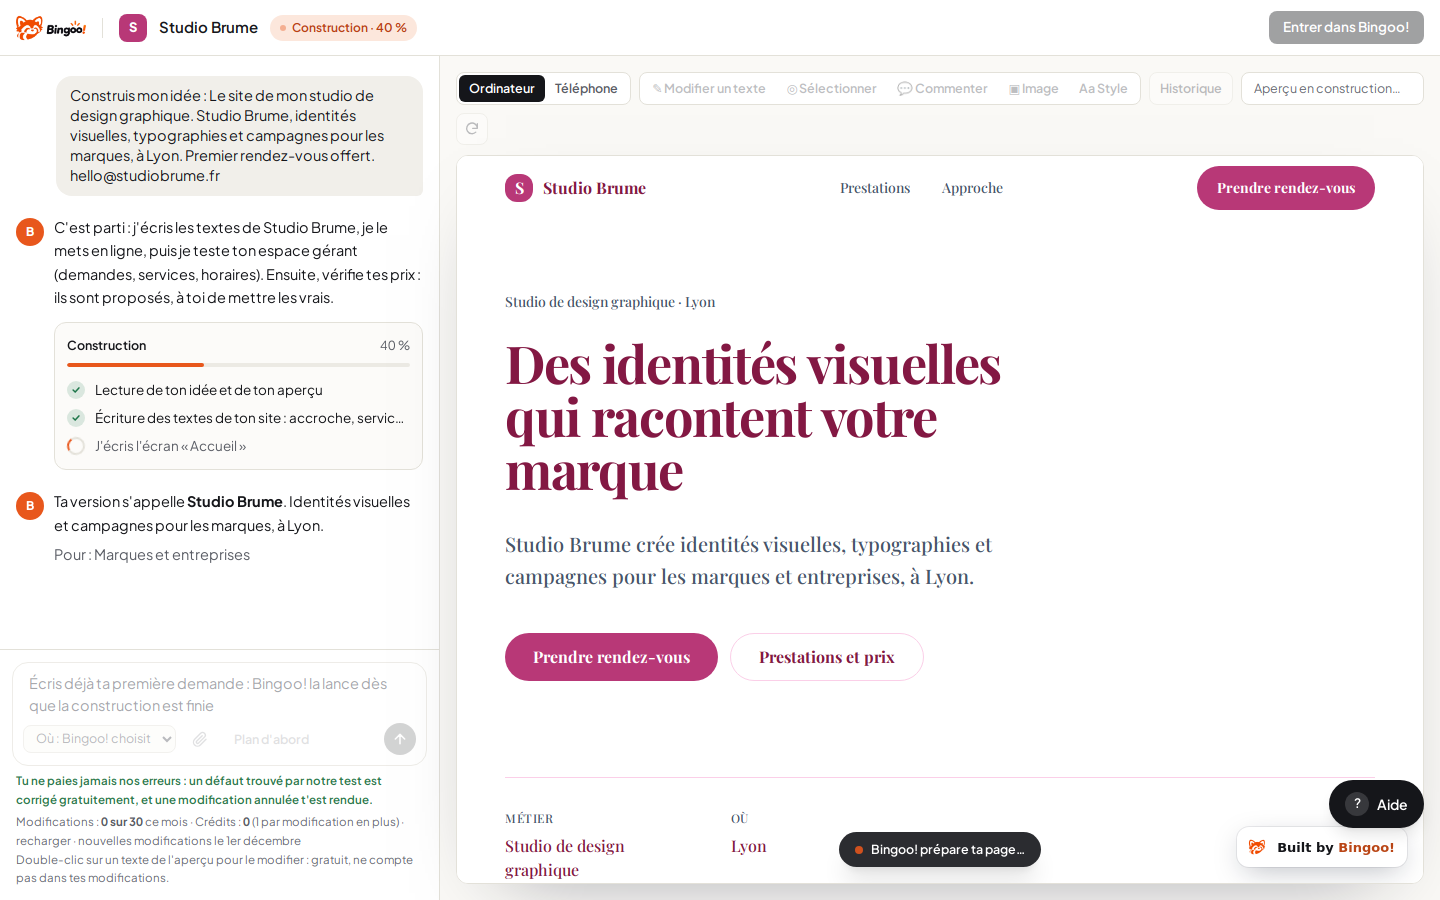 Bingoo!
S
Studio Brume
Construction · 40 %
Entrer dans Bingoo!
Construis mon idée : Le site de mon studio de
design graphique. Studio Brume, identités
visuelles, typographies et campagnes pour les
marques, à Lyon. Premier rendez-vous offert.
hello@studiobrume.fr
B
C'est parti : j'écris les textes de Studio Brume, je le
mets en ligne, puis je teste ton espace gérant
(demandes, services, horaires). Ensuite, vérifie tes prix :
ils sont proposés, à toi de mettre les vrais.
Construction
40 %
Lecture de ton idée et de ton aperçu
Écriture des textes de ton site : accroche, servic...
J'écris l'écran « Accueil »
B
Ta version s'appelle Studio Brume. Identités visuelles
et campagnes pour les marques, à Lyon.
Pour : Marques et entreprises
Écris déjà ta première demande : Bingoo! la lance dès
que la construction est finie
Où : Bingoo! choisit
Plan d'abord
Tu ne paies jamais nos erreurs : un défaut trouvé par notre test est
corrigé gratuitement, et une modification annulée t'est rendue.
Modifications : 0 sur 30 ce mois · Crédits : 0 (1 par modification en plus) ·
recharger · nouvelles modifications le 1er décembre
Double-clic sur un texte de l'aperçu pour le modifier : gratuit, ne compte
pas dans tes modifications.
Ordinateur
Téléphone
Modifier un texte
Sélectionner
Commenter
Image
Aa Style
Historique
Aperçu en construction...
S
Studio Brume
Prestations
Approche
Prendre rendez-vous
Studio de design graphique · Lyon
Des identités visuelles
qui racontent votre
marque
Studio Brume crée identités visuelles, typographies et
campagnes pour les marques et entreprises, à Lyon.
Prendre rendez-vous
Prestations et prix
MÉTIER
Studio de design
graphique
OÙ
Lyon
Bingoo! prépare ta page...
? Aide
Built by Bingoo!